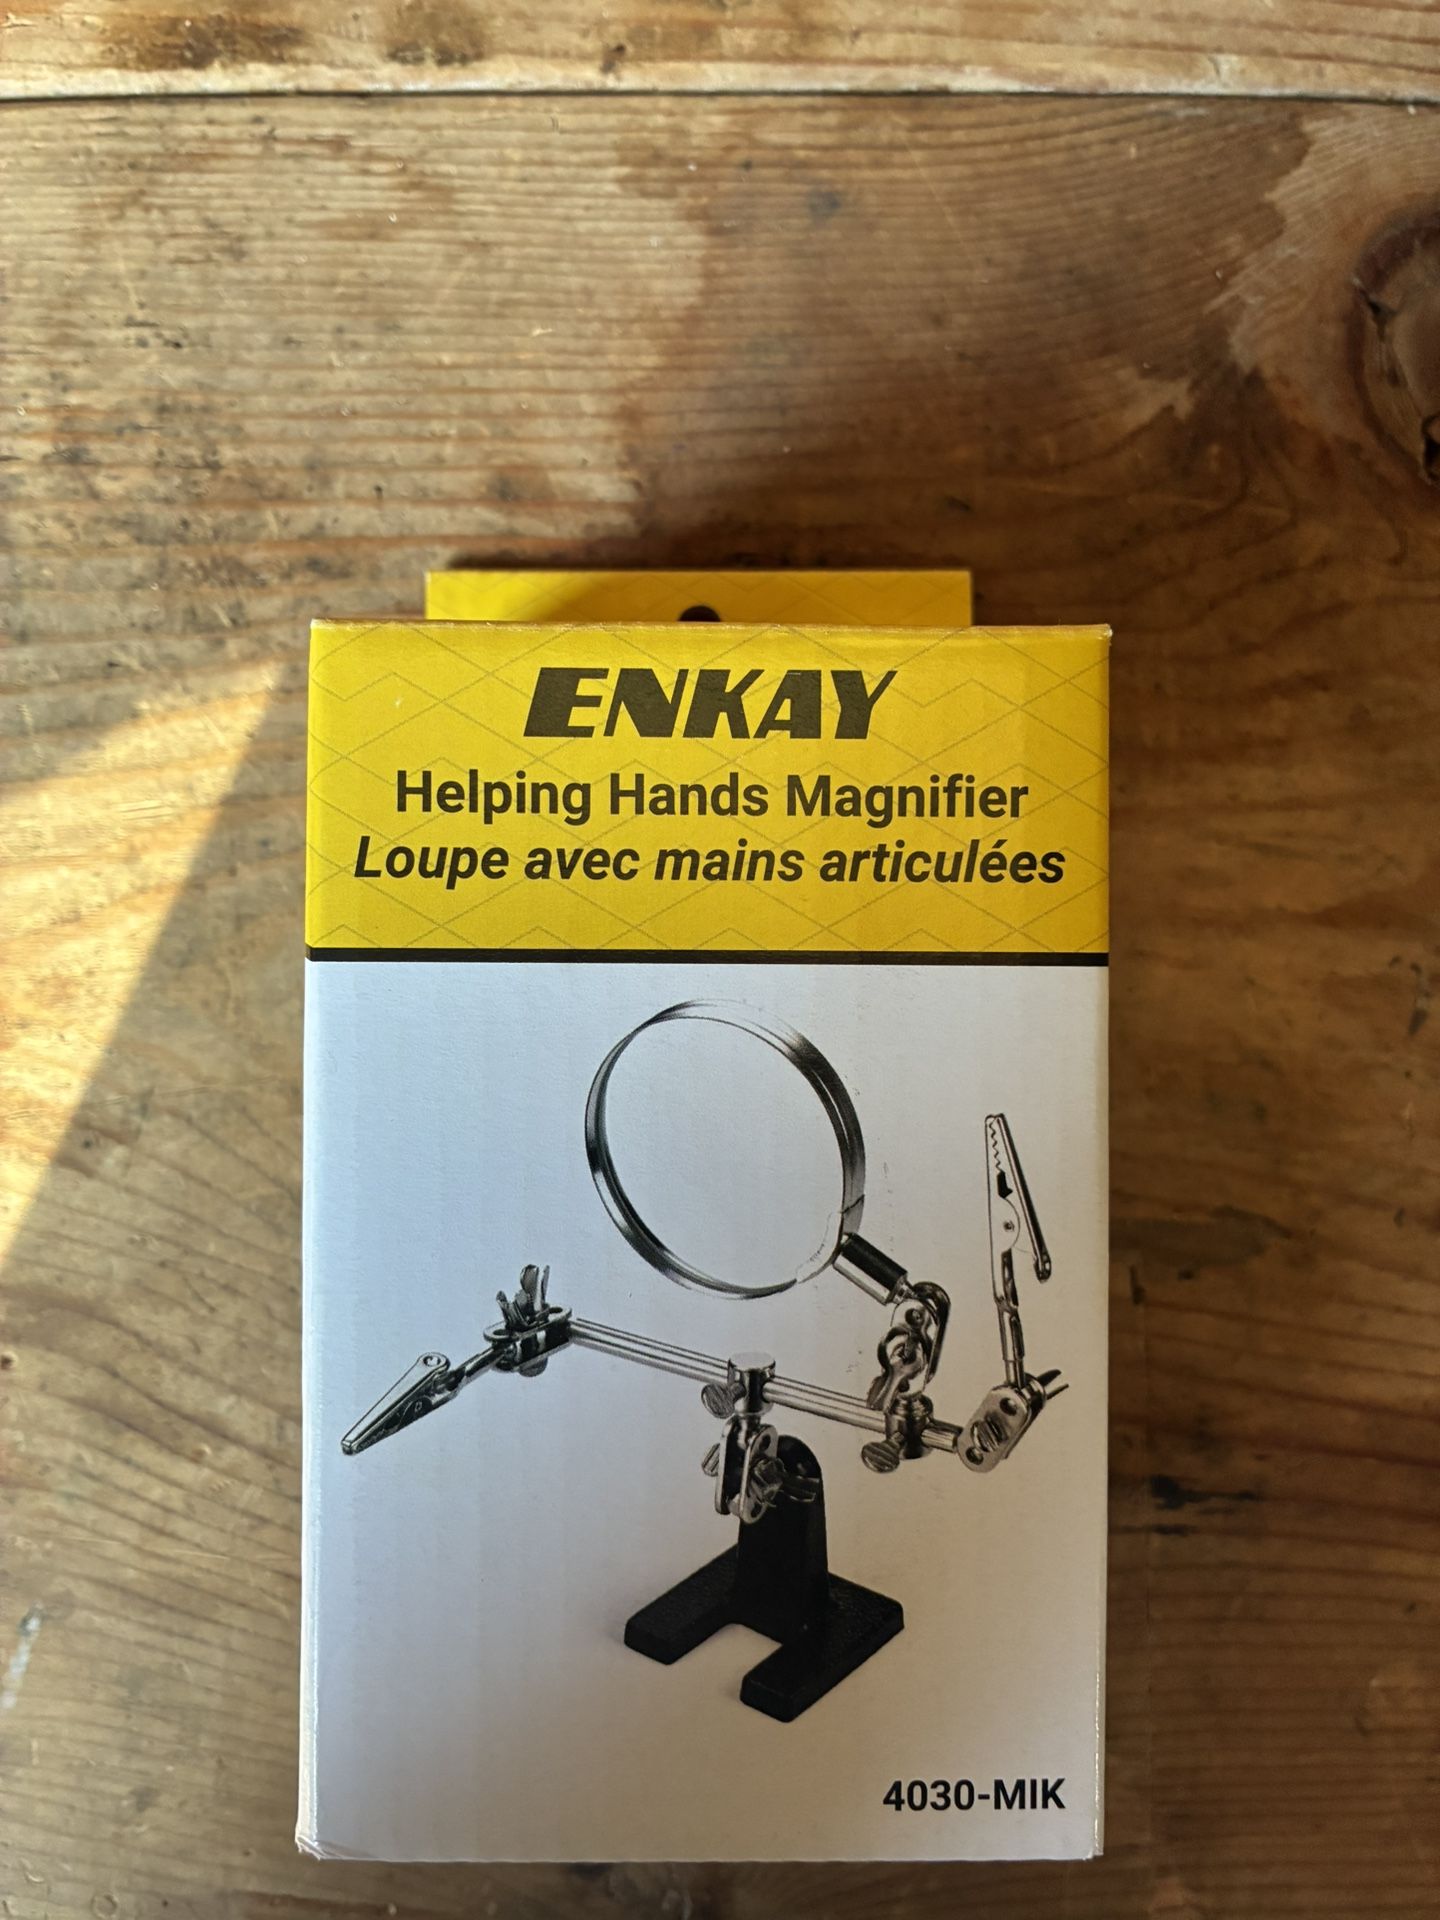 ENKAY
Helping Hands Magnifier
Loupe avec mains articulées
4030-MIK